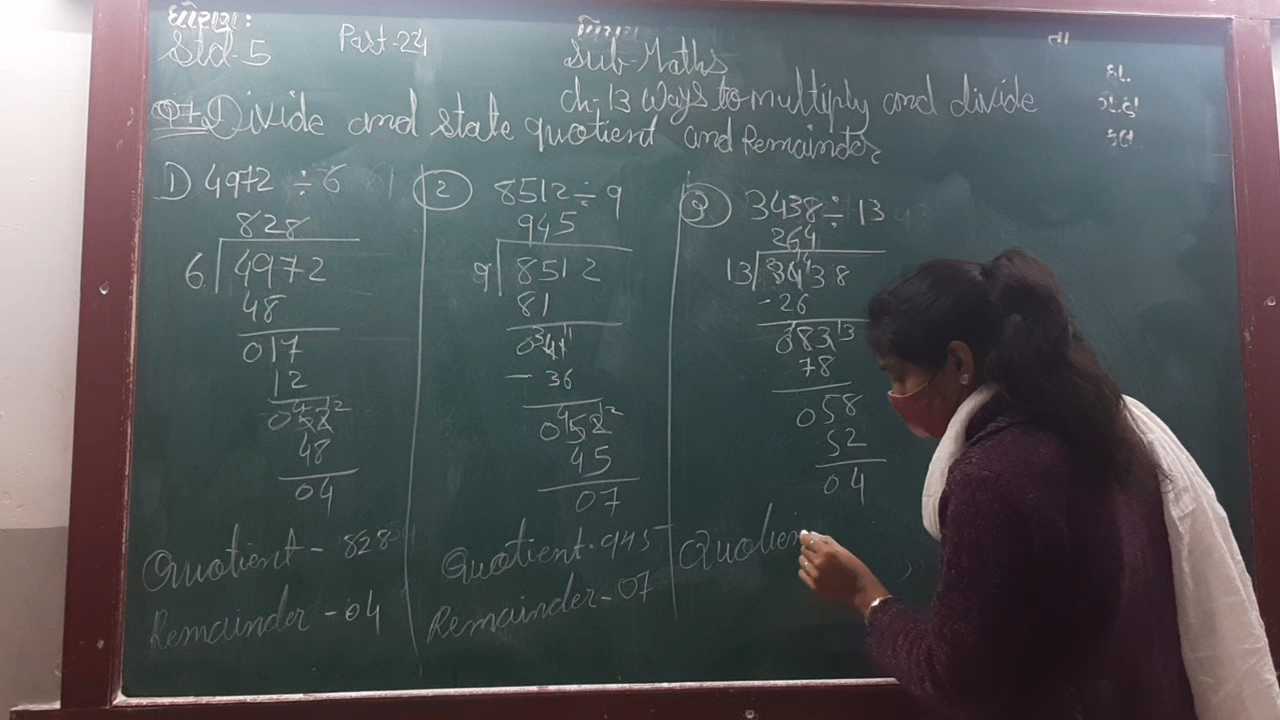 ધોરણ:
Std-5
Part-24
વિષય:
Sub-Maths
Ch-13 Ways to multiply and divide
તા
Q7. Divide and state quotient and Remainder
1) 4972 ÷ 6
828
6 4972
48
017
12
052
48
04
Quotient - 828
Remainder - 04
2 8512 ÷ 9
945
9 8512
81
041
- 36
052
45
07
Quotient - 945
Remainder - 07
3 3438 ÷ 13
264
13 3438
- 26
083
78
058
52
04
Quotien